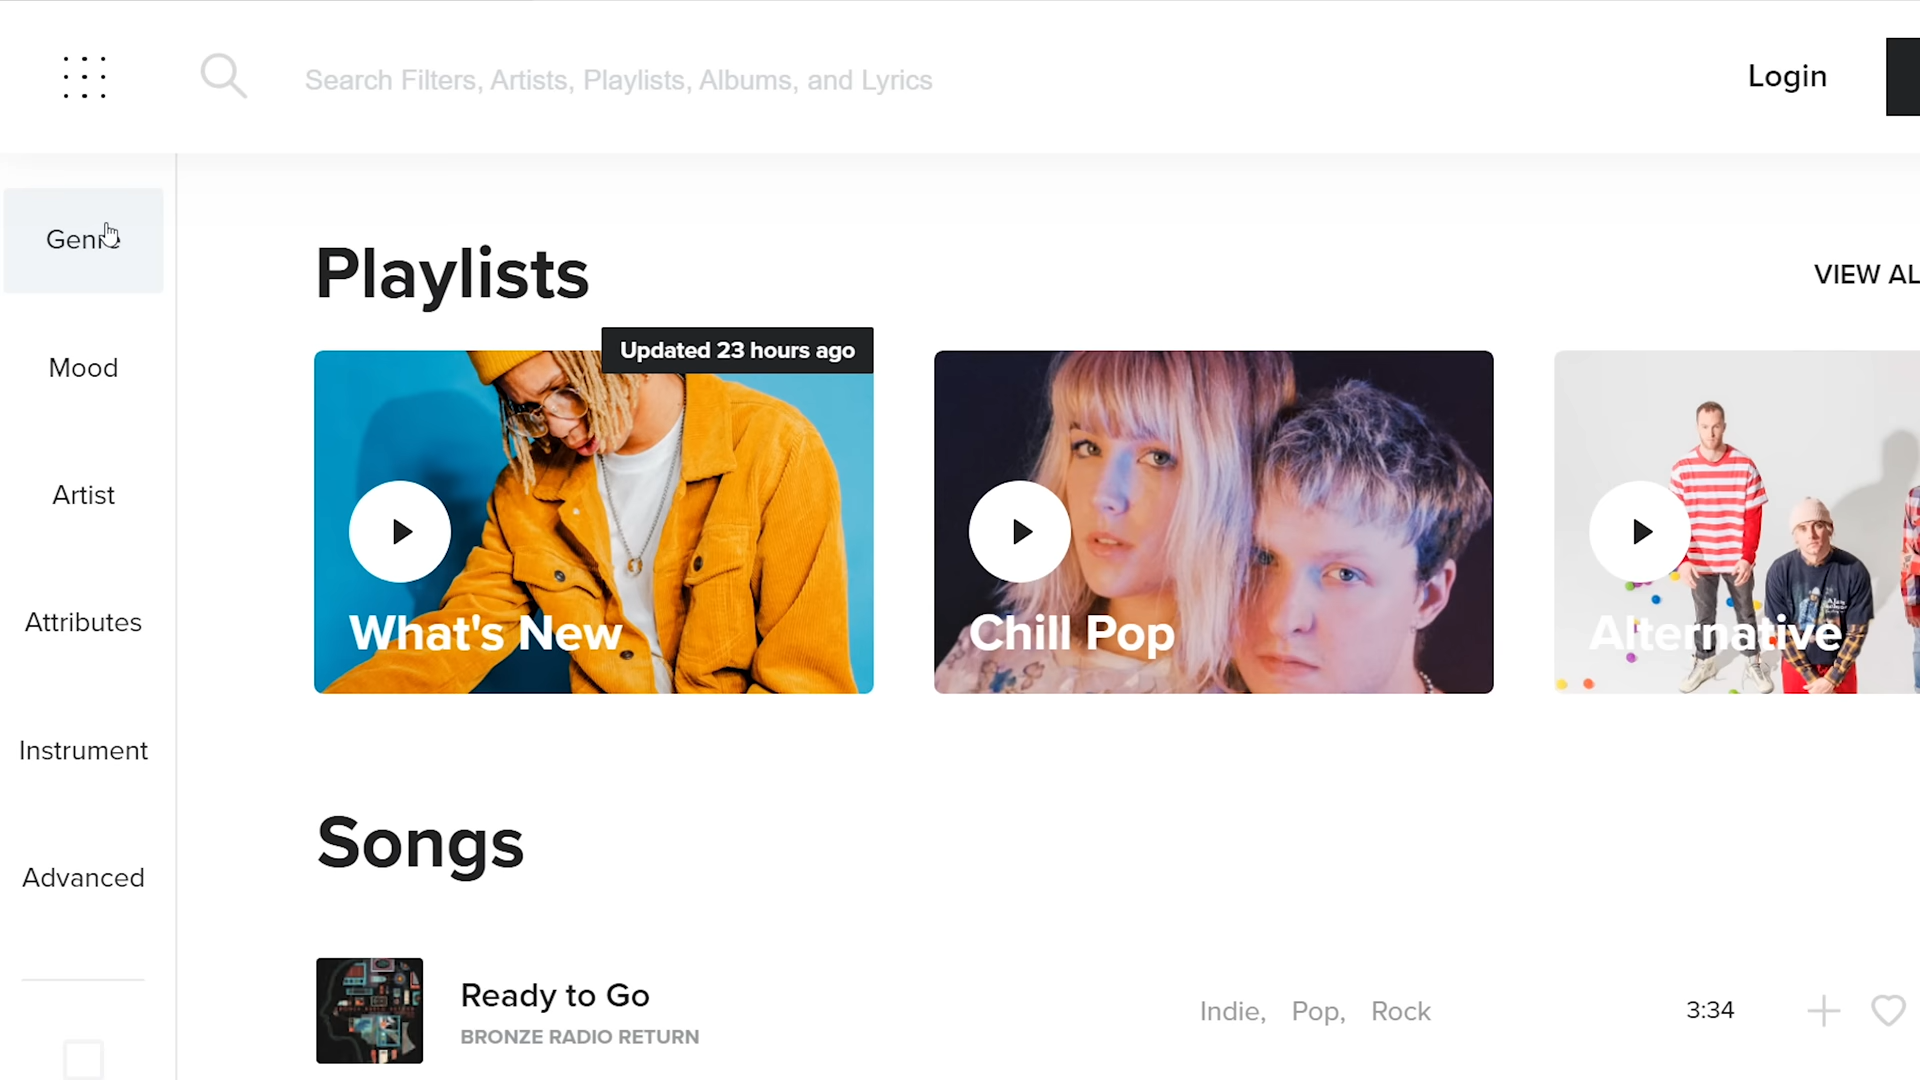 Search Filters, Artists, Playlists, Albums, and Lyrics
Login
Genre
Mood
Artist
Attributes
Instrument
Advanced
Playlists
VIEW AL
Updated 23 hours ago
What's New
Chill Pop
Alternative
Songs
Ready to Go
BRONZE RADIO RETURN
Indie, Pop, Rock
3:34